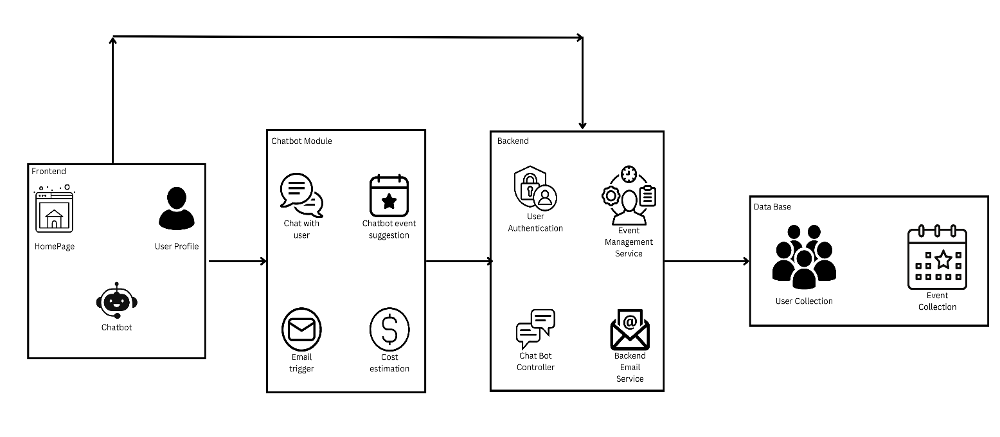 Frontend
HomePage
User Profile
Chatbot
Chatbot Module
Chat with
user
Chatbot event
suggestion
Email
trigger
Cost
estimation
Backend
User
Authentication
Event
Management
Service
Chat Bot
Controller
@
Backend
Email
Service
Data Base
User Collection
Event
Collection